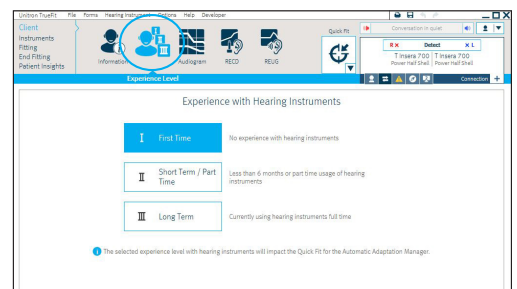 Unitron TrueFit File Forms Hearing Instrument Options Help Developer
Client
Instruments
Fitting
End Fitting
Patient Insights
Information
Audiogram
RECD
REUG
Quick Fit
Conversation in quiet
R X Detect X L
T Insera 700 T Insera 700
Power Half Shell Power Half Shell
Experience Level
Connection +
Experience with Hearing Instruments
I First Time No experience with hearing instruments
II Short Term / Part Time Less than 6 months or part time usage of hearing
instruments
III Long Term Currently using hearing instruments full time
The selected experience level with hearing instruments will impact the Quick Fit for the Automatic Adaptation Manager.